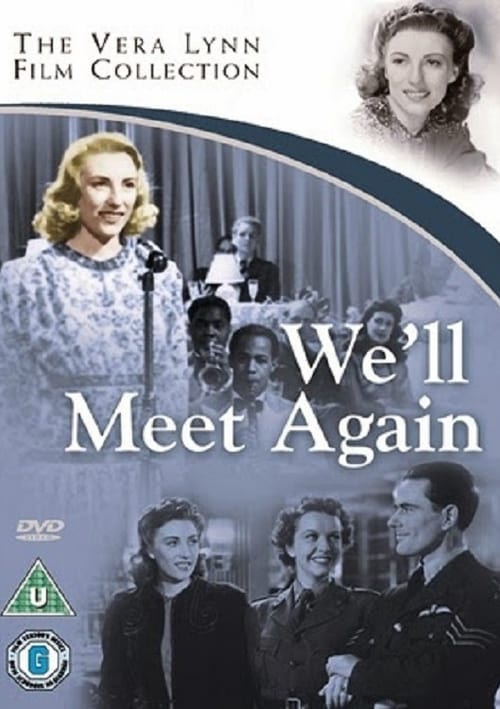 The Vera Lynn
Film Collection
We'll
Meet Again
DVD
VIDEO
U
G